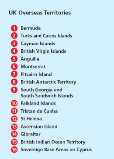 UK Overseas Territories
1 Bermuda
2 Turks and Caicos Islands
3 Cayman Islands
4 British Virgin Islands
5 Anguilla
6 Montserrat
7 Pitcairn Island
8 British Antarctic Territory
9 South Georgia and
South Sandwich Islands
10 Falkland Islands
11 Tristan da Cunha
12 St Helena
13 Ascension Island
14 Gibraltar
15 British Indian Ocean Territory
16 Sovereign Base Areas on Cyprus